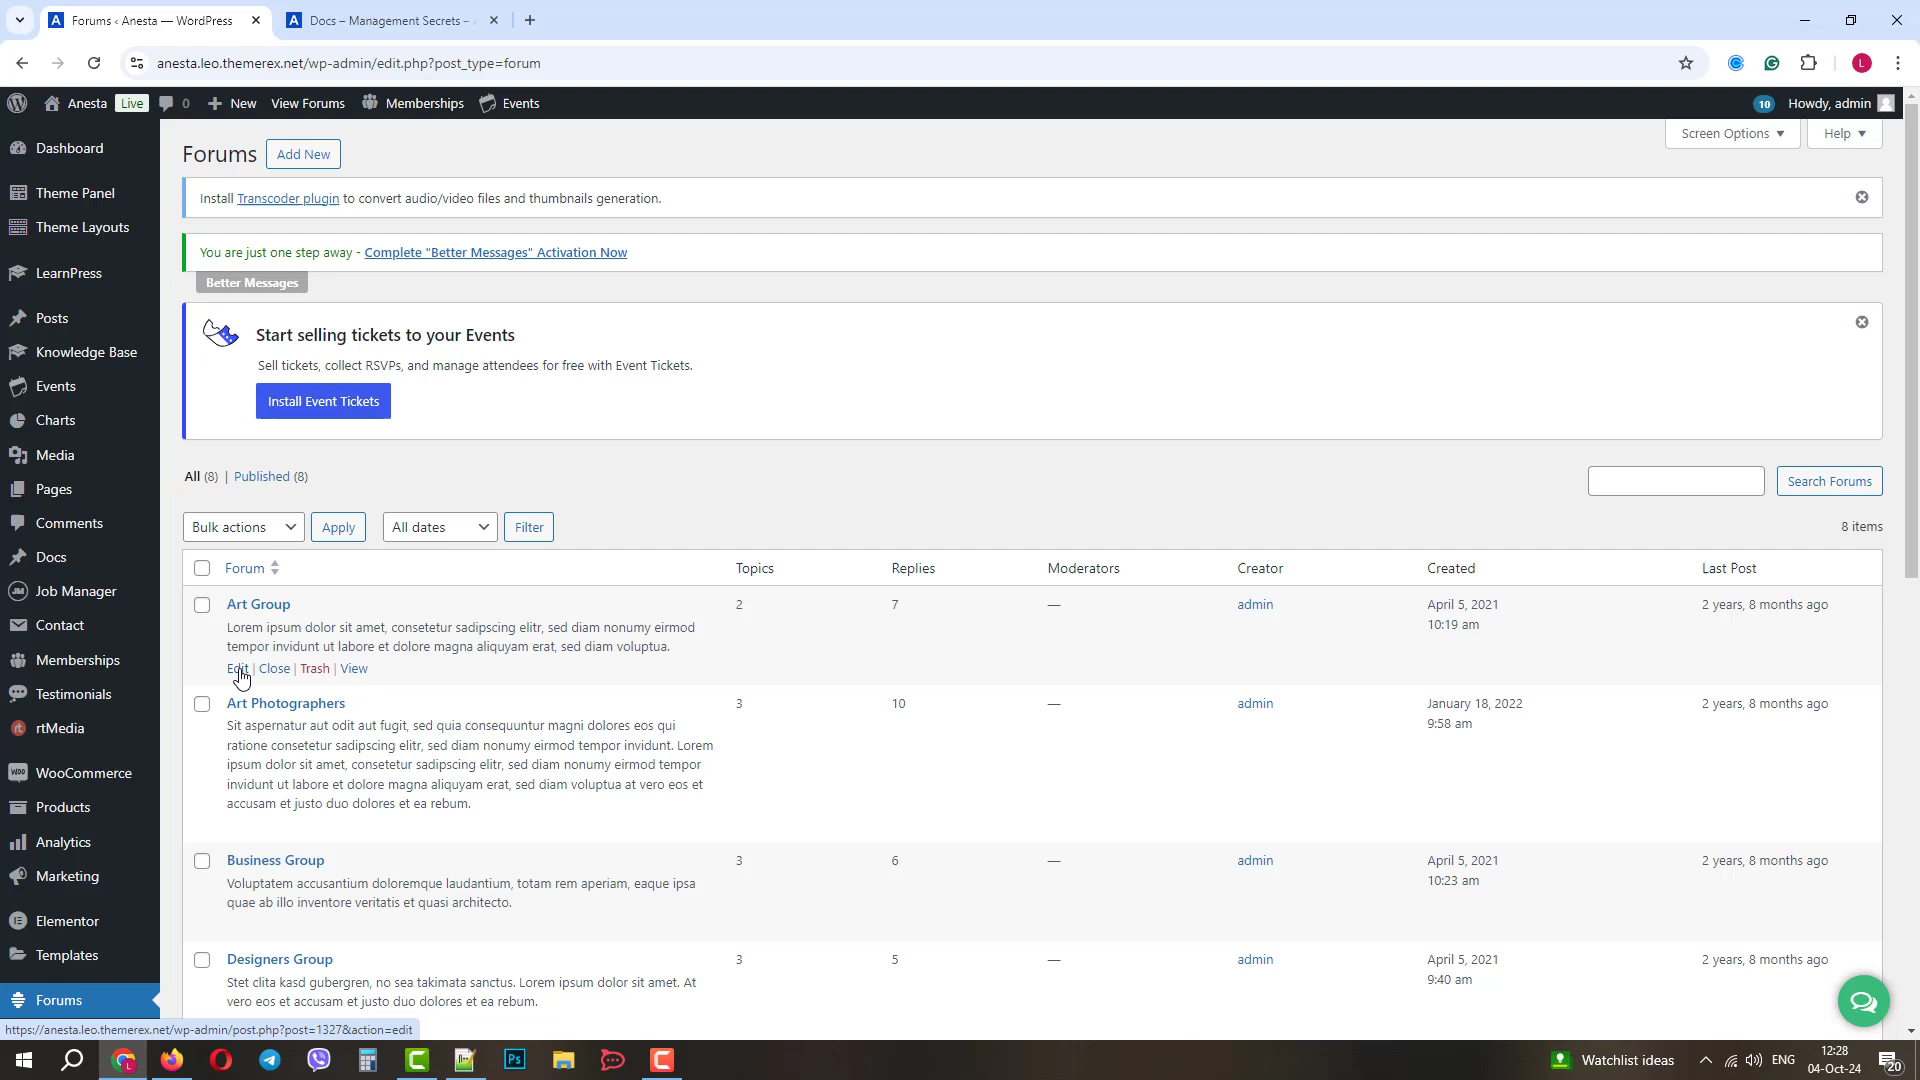 Forums ‹ Anesta — WordPress
Docs – Management Secrets –
anesta.leo.themerex.net/wp-admin/edit.php?post_type=forum
L
Anesta Live 0 New View Forums Memberships Events 10 Howdy, admin
Screen Options Help
Dashboard
Theme Panel
Theme Layouts
LearnPress
Posts
Knowledge Base
Events
Charts
Media
Pages
Comments
Docs
JM Job Manager
Contact
Memberships
Testimonials
rt rtMedia
WOO WooCommerce
Products
Analytics
Marketing
Elementor
Templates
Forums
Forums Add New
Install Transcoder plugin to convert audio/video files and thumbnails generation.
You are just one step away - Complete "Better Messages" Activation Now
Better Messages
Start selling tickets to your Events
Sell tickets, collect RSVPs, and manage attendees for free with Event Tickets.
Install Event Tickets
All (8) | Published (8)
Search Forums
Bulk actions Apply All dates Filter 8 items
Forum Topics Replies Moderators Creator Created Last Post
Art Group 2 7 — admin April 5, 2021 2 years, 8 months ago
10:19 am
Lorem ipsum dolor sit amet, consetetur sadipscing elitr, sed diam nonumy eirmod
tempor invidunt ut labore et dolore magna aliquyam erat, sed diam voluptua.
Edit | Close | Trash | View
Art Photographers 3 10 — admin January 18, 2022 2 years, 8 months ago
9:58 am
Sit aspernatur aut odit aut fugit, sed quia consequuntur magni dolores eos qui
ratione consetetur sadipscing elitr, sed diam nonumy eirmod tempor invidunt. Lorem
ipsum dolor sit amet, consetetur sadipscing elitr, sed diam nonumy eirmod tempor
invidunt ut labore et dolore magna aliquyam erat, sed diam voluptua at vero eos et
accusam et justo duo dolores et ea rebum.
Business Group 3 6 — admin April 5, 2021 2 years, 8 months ago
10:23 am
Voluptatem accusantium doloremque laudantium, totam rem aperiam, eaque ipsa
quae ab illo inventore veritatis et quasi architecto.
Designers Group 3 5 — admin April 5, 2021 2 years, 8 months ago
9:40 am
Stet clita kasd gubergren, no sea takimata sanctus. Lorem ipsum dolor sit amet. At
vero eos et accusam et justo duo dolores et ea rebum.
https://anesta.leo.themerex.net/wp-admin/post.php?post=1327&action=edit
Ps
Watchlist ideas ENG 12:28
04-Oct-24 20